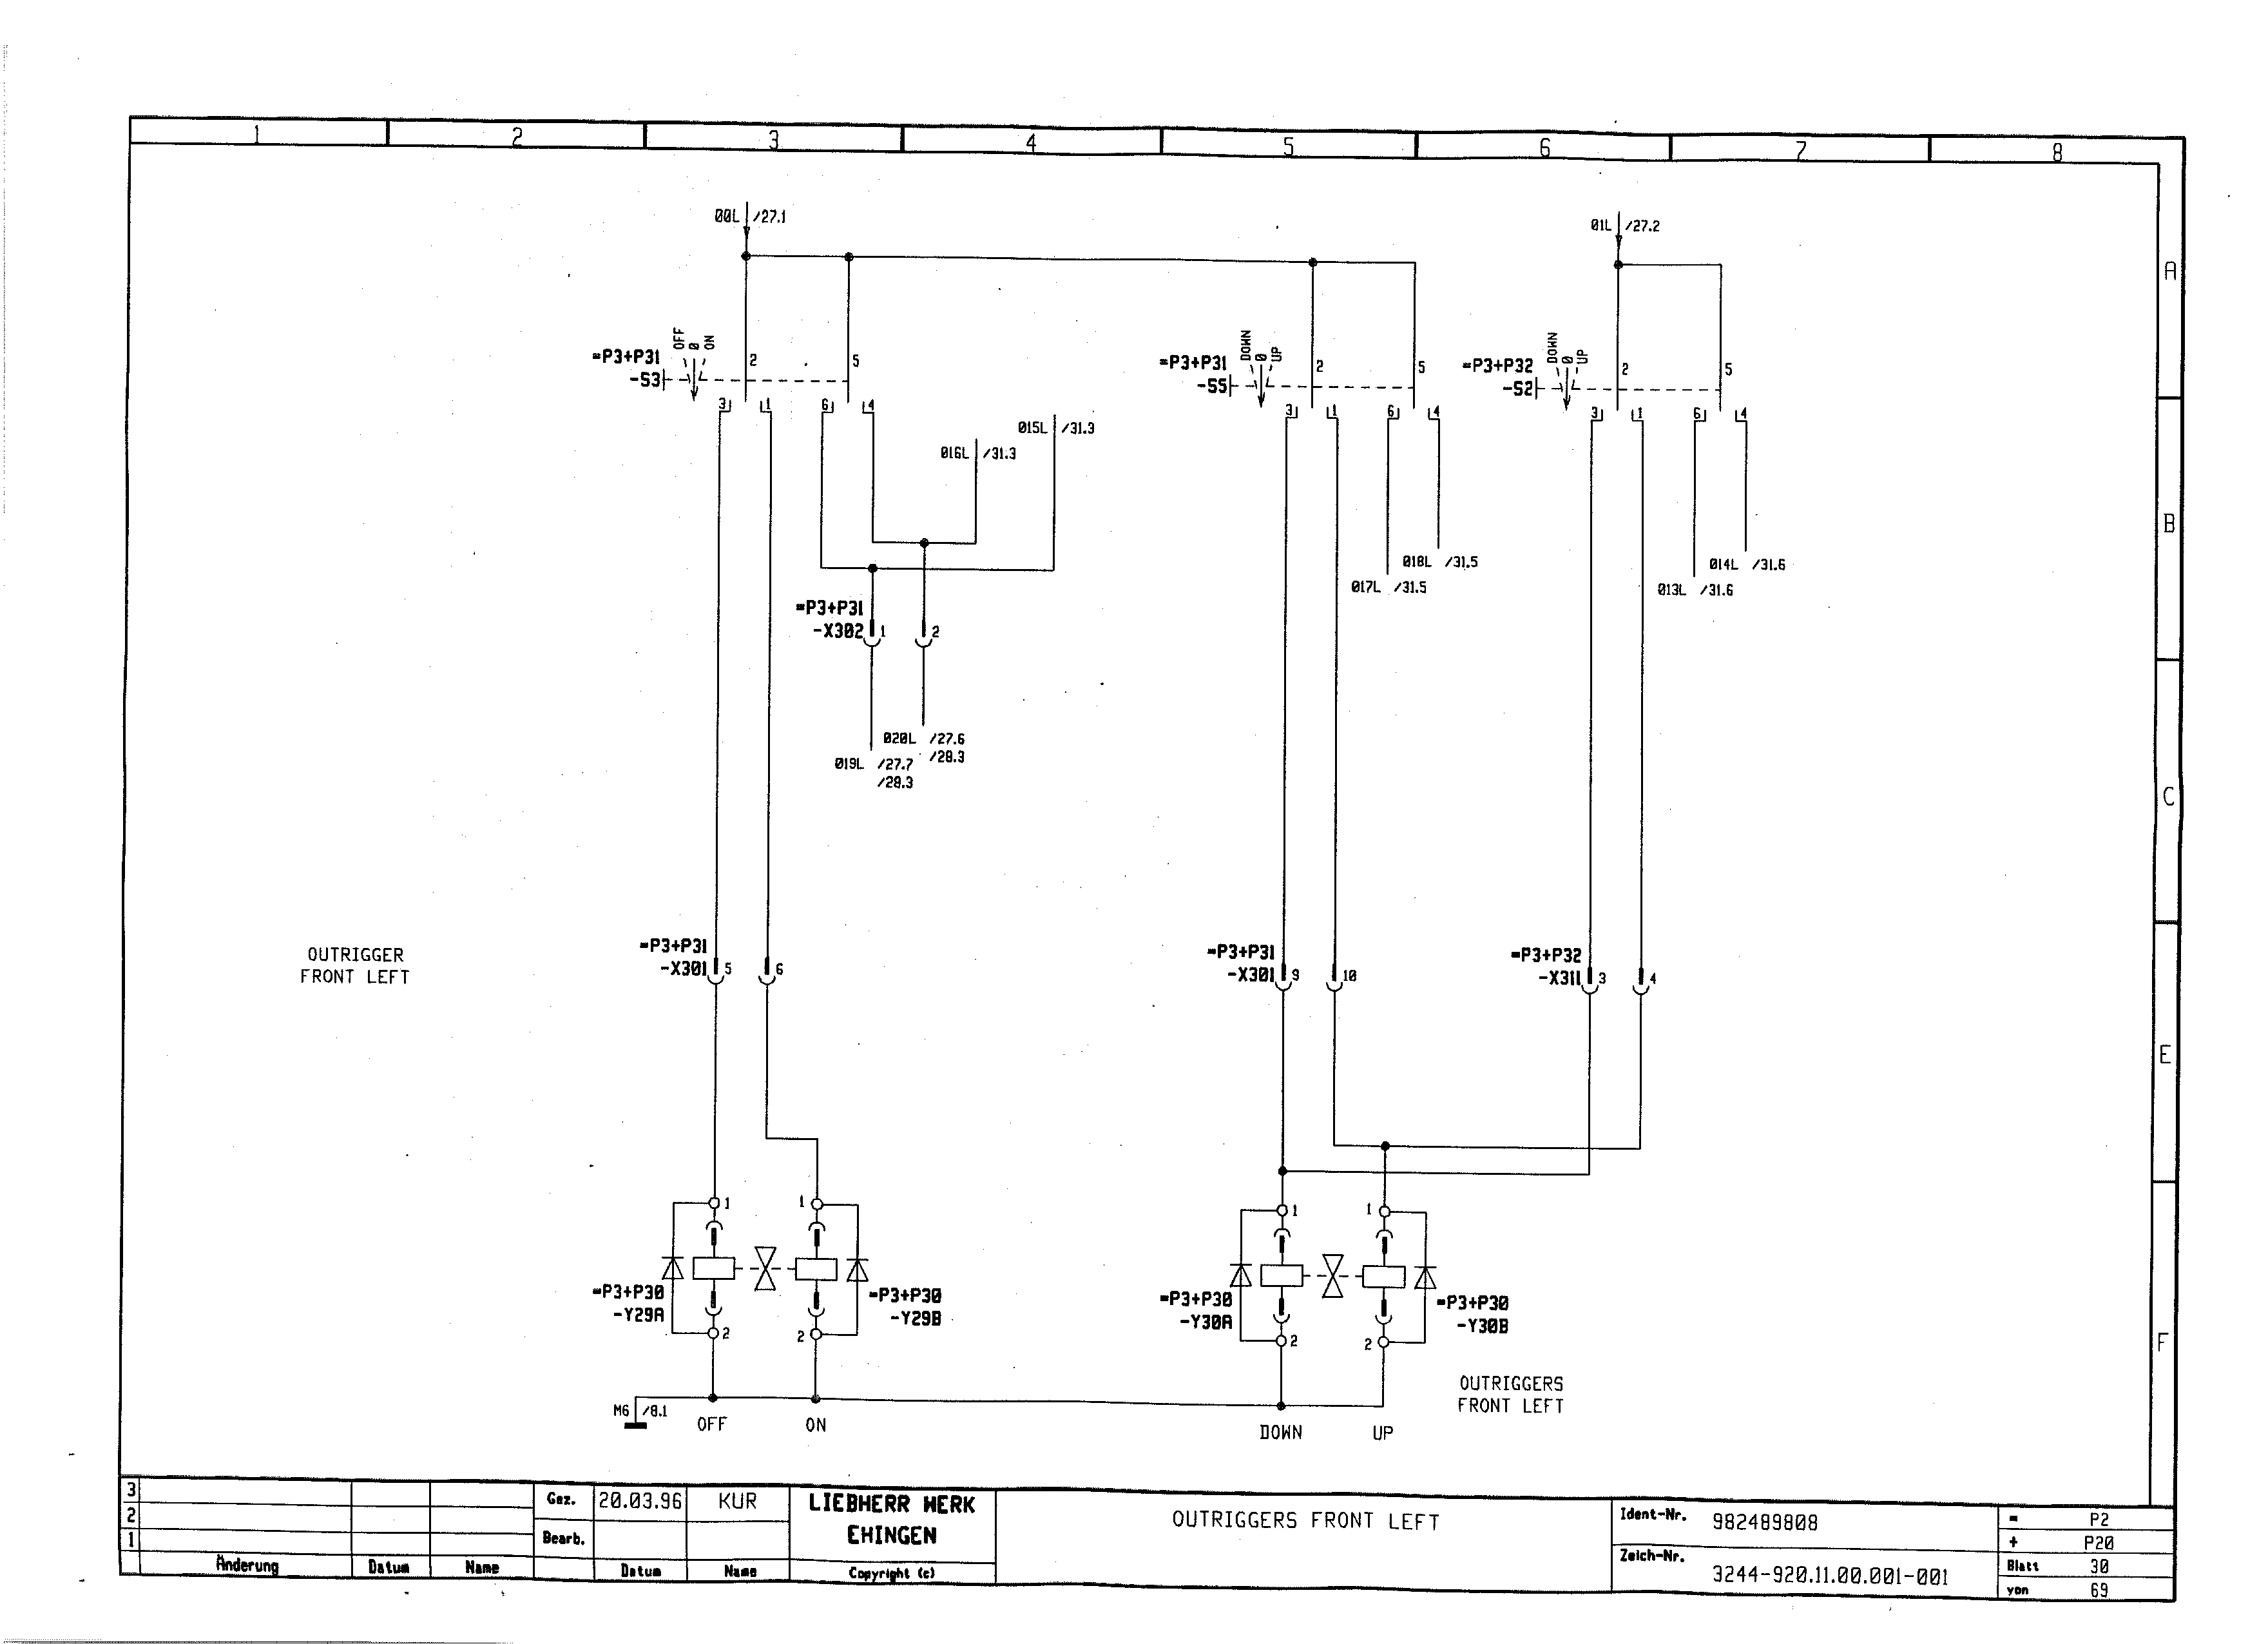 1 2 3 4 5 6 7 8
00L /27.1
01L /27.2
A
OFF
0
ON
=P3+P31
-S3
2
5
3 1 6 4
DOWN
0
UP
=P3+P31
-S5
2
5
3 1 6 4
DOWN
0
UP
=P3+P32
-S2
2
5
3 1 6 4
015L /31.3
016L /31.3
B
018L /31.5
017L /31.5
014L /31.6
013L /31.6
=P3+P31
-X302 1 2
020L /27.6
/28.3
019L /27.7
/28.3
C
OUTRIGGER
FRONT LEFT
=P3+P31
-X301 5 6
=P3+P31
-X301 9 10
=P3+P32
-X311 3 4
E
1 1
=P3+P30
-Y29A
=P3+P30
-Y29B
2 2
1 1
=P3+P30
-Y30A
=P3+P30
-Y30B
2 2
F
OUTRIGGERS
FRONT LEFT
M6 /8.1
OFF ON
DOWN UP
3
2
1
Änderung Datum Name
Gez. 20.03.96 KUR
Bearb.
Datum Name
LIEBHERR WERK
EHINGEN
Copyright (c)
OUTRIGGERS FRONT LEFT
Ident-Nr. 982489808
Zeich-Nr. 3244-920.11.00.001-001
= P2
+ P20
Blatt 30
von 69